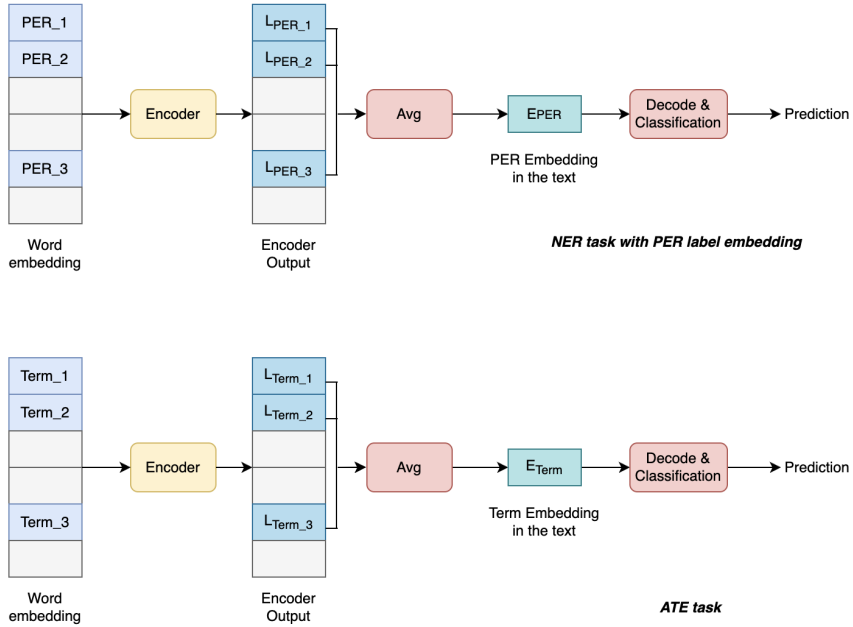 PER_1
PER_2
PER_3
Word
embedding
Encoder
LPER_1
LPER_2
LPER_3
Encoder
Output
Avg
EPER
PER Embedding
in the text
Decode &
Classification
Prediction
NER task with PER label embedding
Term_1
Term_2
Term_3
Word
embedding
Encoder
LTerm_1
LTerm_2
LTerm_3
Encoder
Output
Avg
ETerm
Term Embedding
in the text
Decode &
Classification
Prediction
ATE task